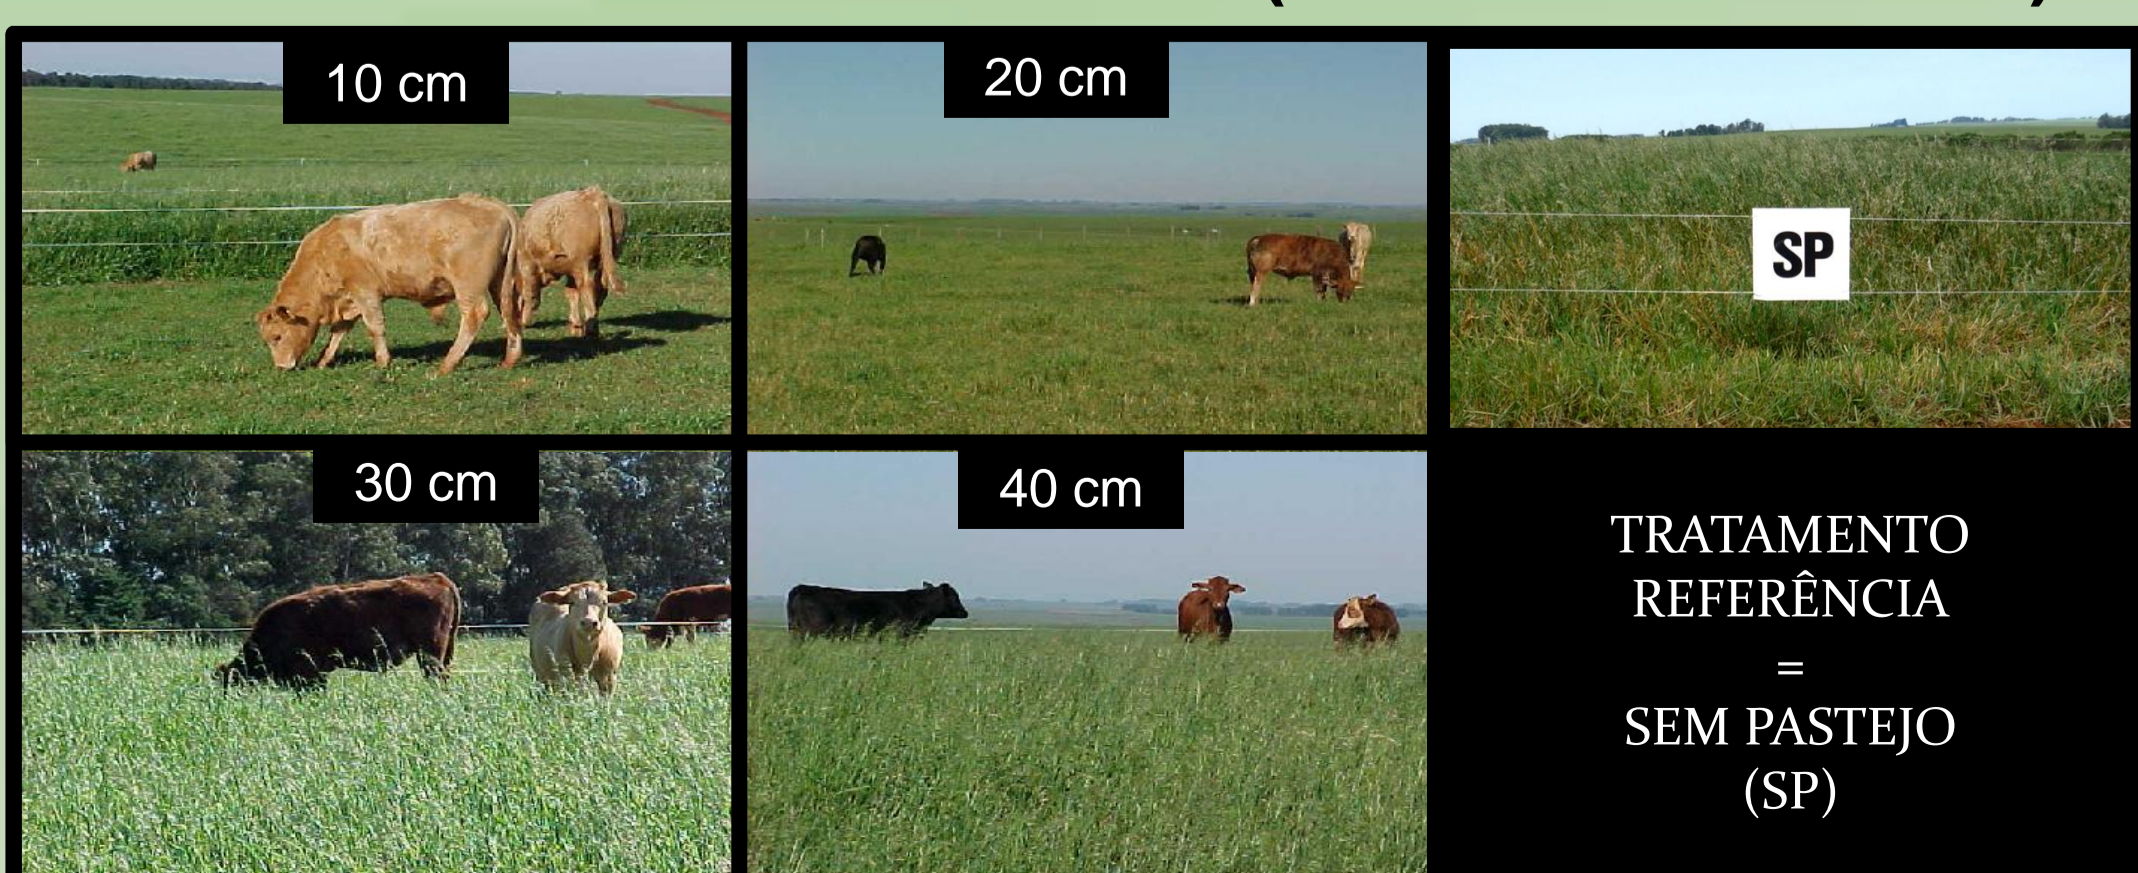 10 cm
20 cm
SP
30 cm
40 cm
TRATAMENTO
REFERÊNCIA
=
SEM PASTEJO
(SP)